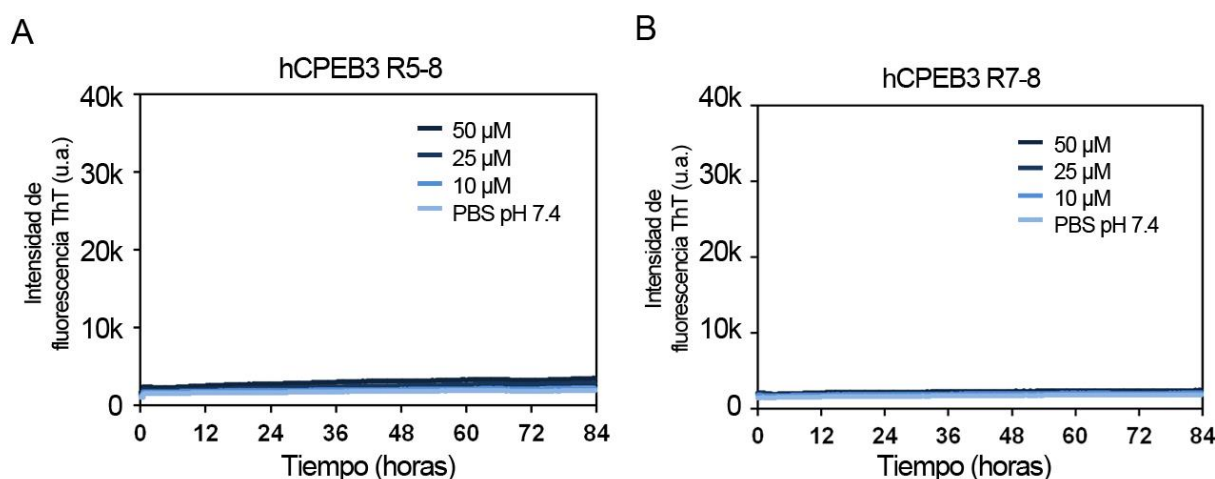 A
hCPEB3 R5-8
40k
30k
20k
10k
0
Intensidad de
fluorescencia ThT (u.a.)
50 µM
25 µM
10 µM
PBS pH 7.4
0 12 24 36 48 60 72 84
Tiempo (horas)
B
hCPEB3 R7-8
40k
30k
20k
10k
0
Intensidad de
fluorescencia ThT (u.a.)
50 µM
25 µM
10 µM
PBS pH 7.4
0 12 24 36 48 60 72 84
Tiempo (horas)